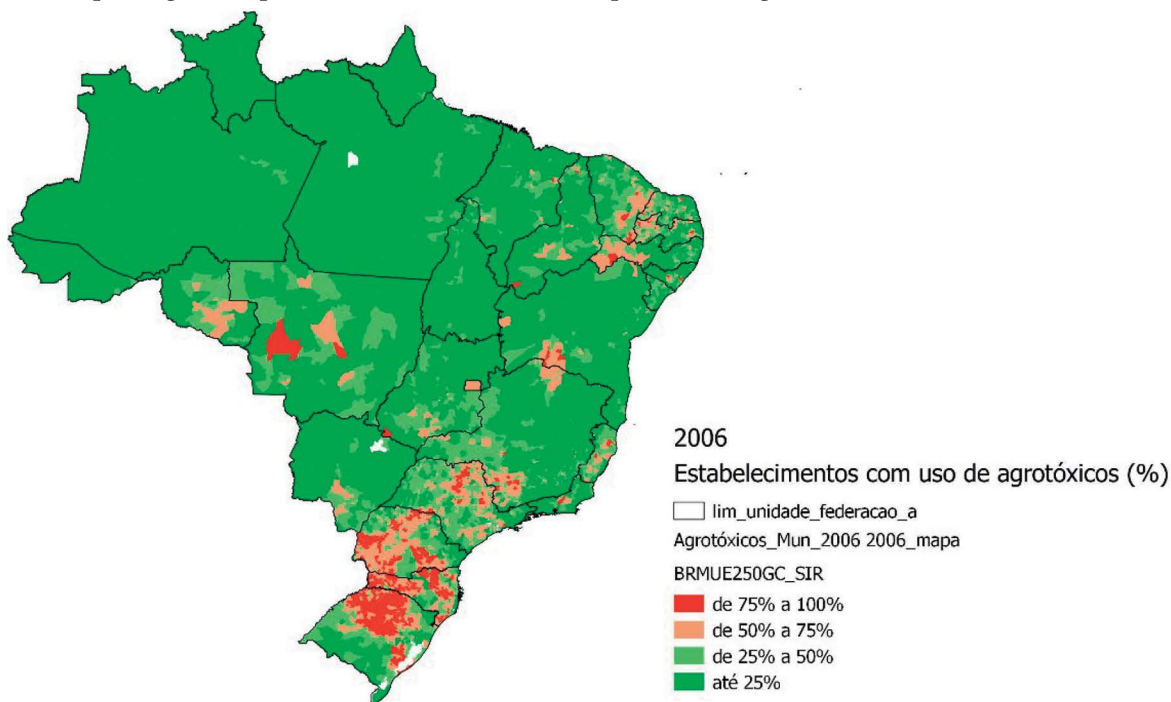 2006
Estabelecimentos com uso de agrotóxicos (%)
lim_unidade_federacao_a
Agrotóxicos_Mun_2006 2006_mapa
BRMUE250GC_SIR
de 75% a 100%
de 50% a 75%
de 25% a 50%
até 25%